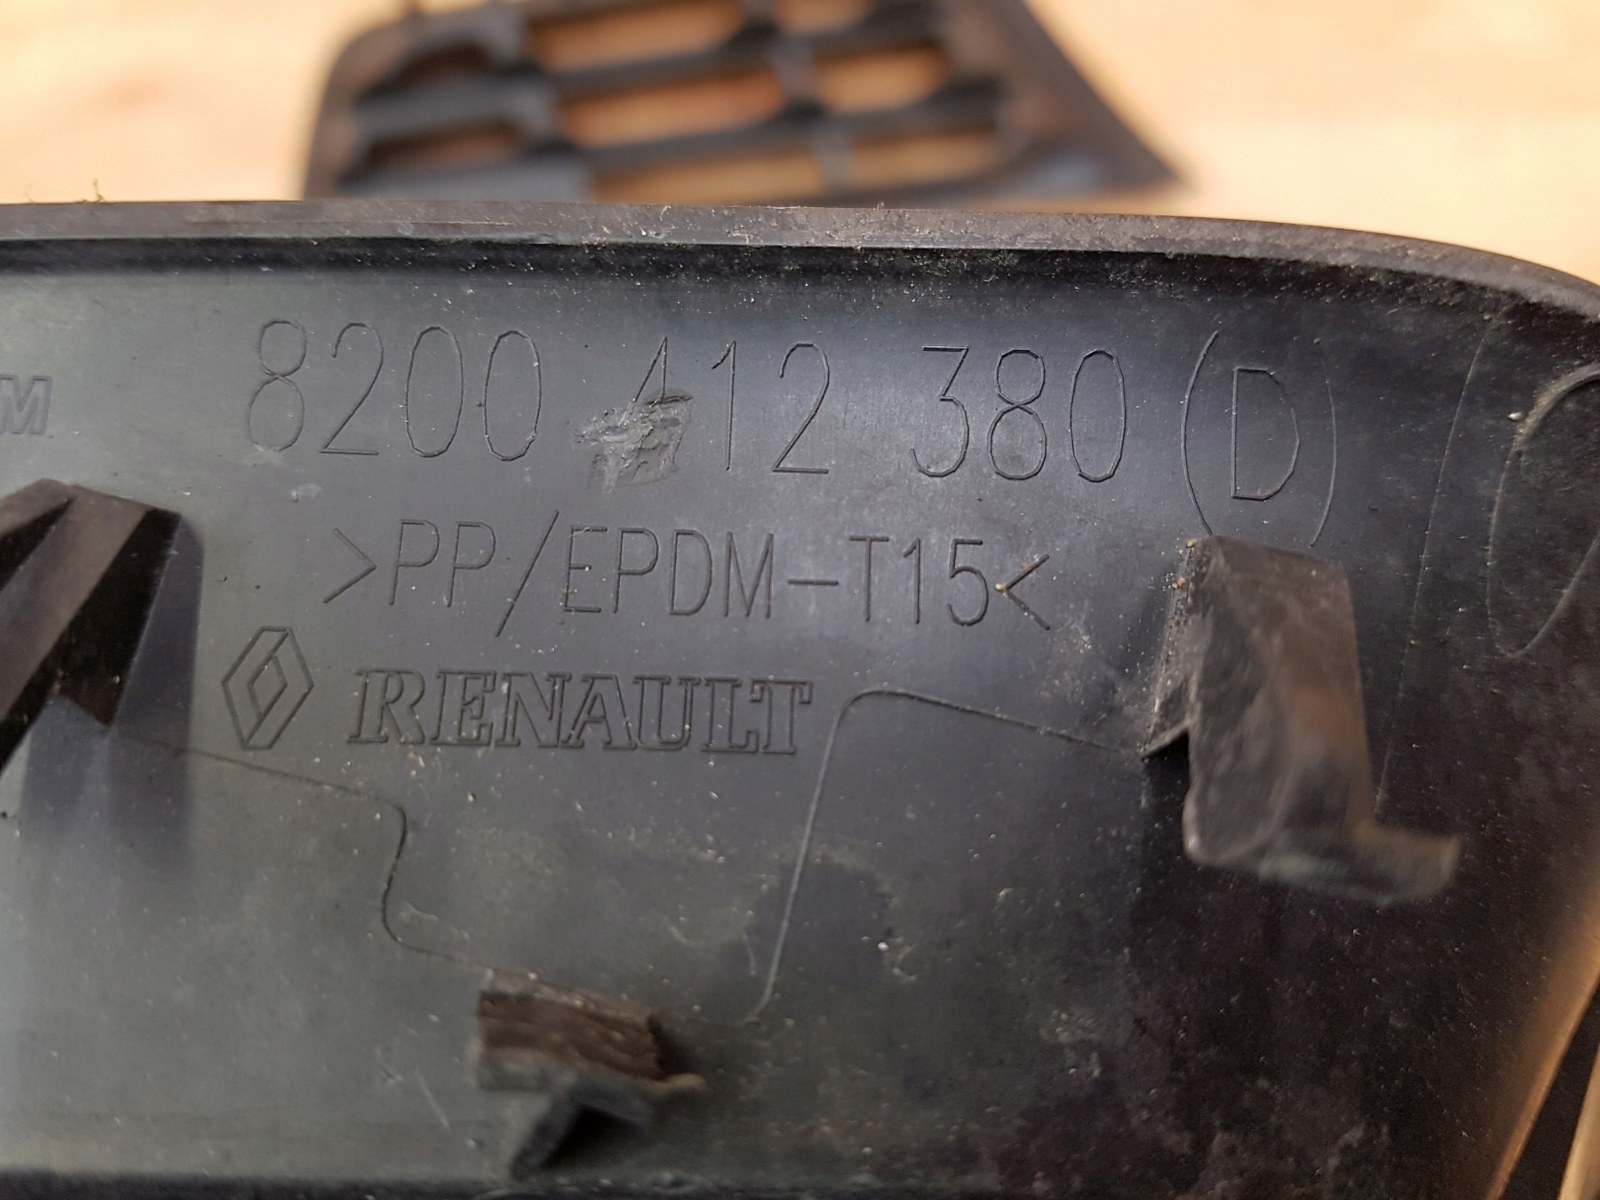 M
8200 412 380 (D)
>PP/EPDM-T15<
RENAULT